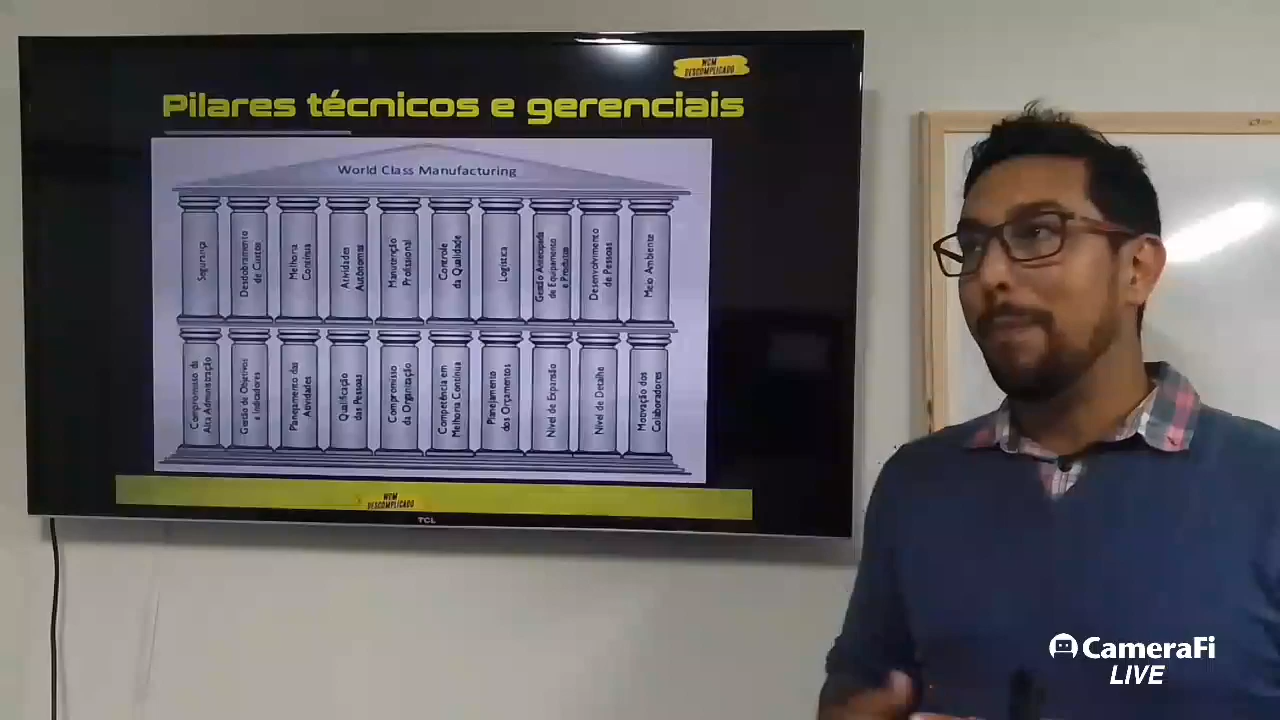 WCM
DESCOMPLICADO
Pilares técnicos e gerenciais
World Class Manufacturing
Segurança
Desdobramento
de Custos
Melhoria
Contínua
Atividades
Autônomas
Manutenção
Profissional
Controle
da Qualidade
Logística
Gestão Antecipada
de Equipamento
e Produtos
Desenvolvimento
de Pessoas
Meio Ambiente
Compromisso da
Alta Administração
Gestão de Objetivos
e Indicadores
Planejamento das
Atividades
Qualificação
das Pessoas
Compromisso
da Organização
Competência em
Melhoria Contínua
Planejamento
dos Orçamentos
Nível de Expansão
Nível de Detalhe
Motivação dos
Colaboradores
WCM
DESCOMPLICADO
TCL
CameraFi
LIVE